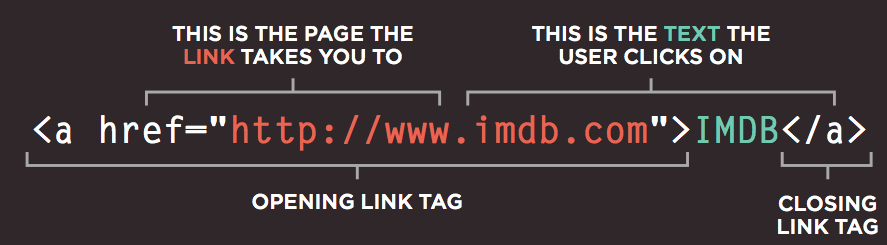 THIS IS THE PAGE THE
LINK TAKES YOU TO
THIS IS THE TEXT THE
USER CLICKS ON
<a href="http://www.imdb.com">IMDB</a>
OPENING LINK TAG
CLOSING
LINK TAG